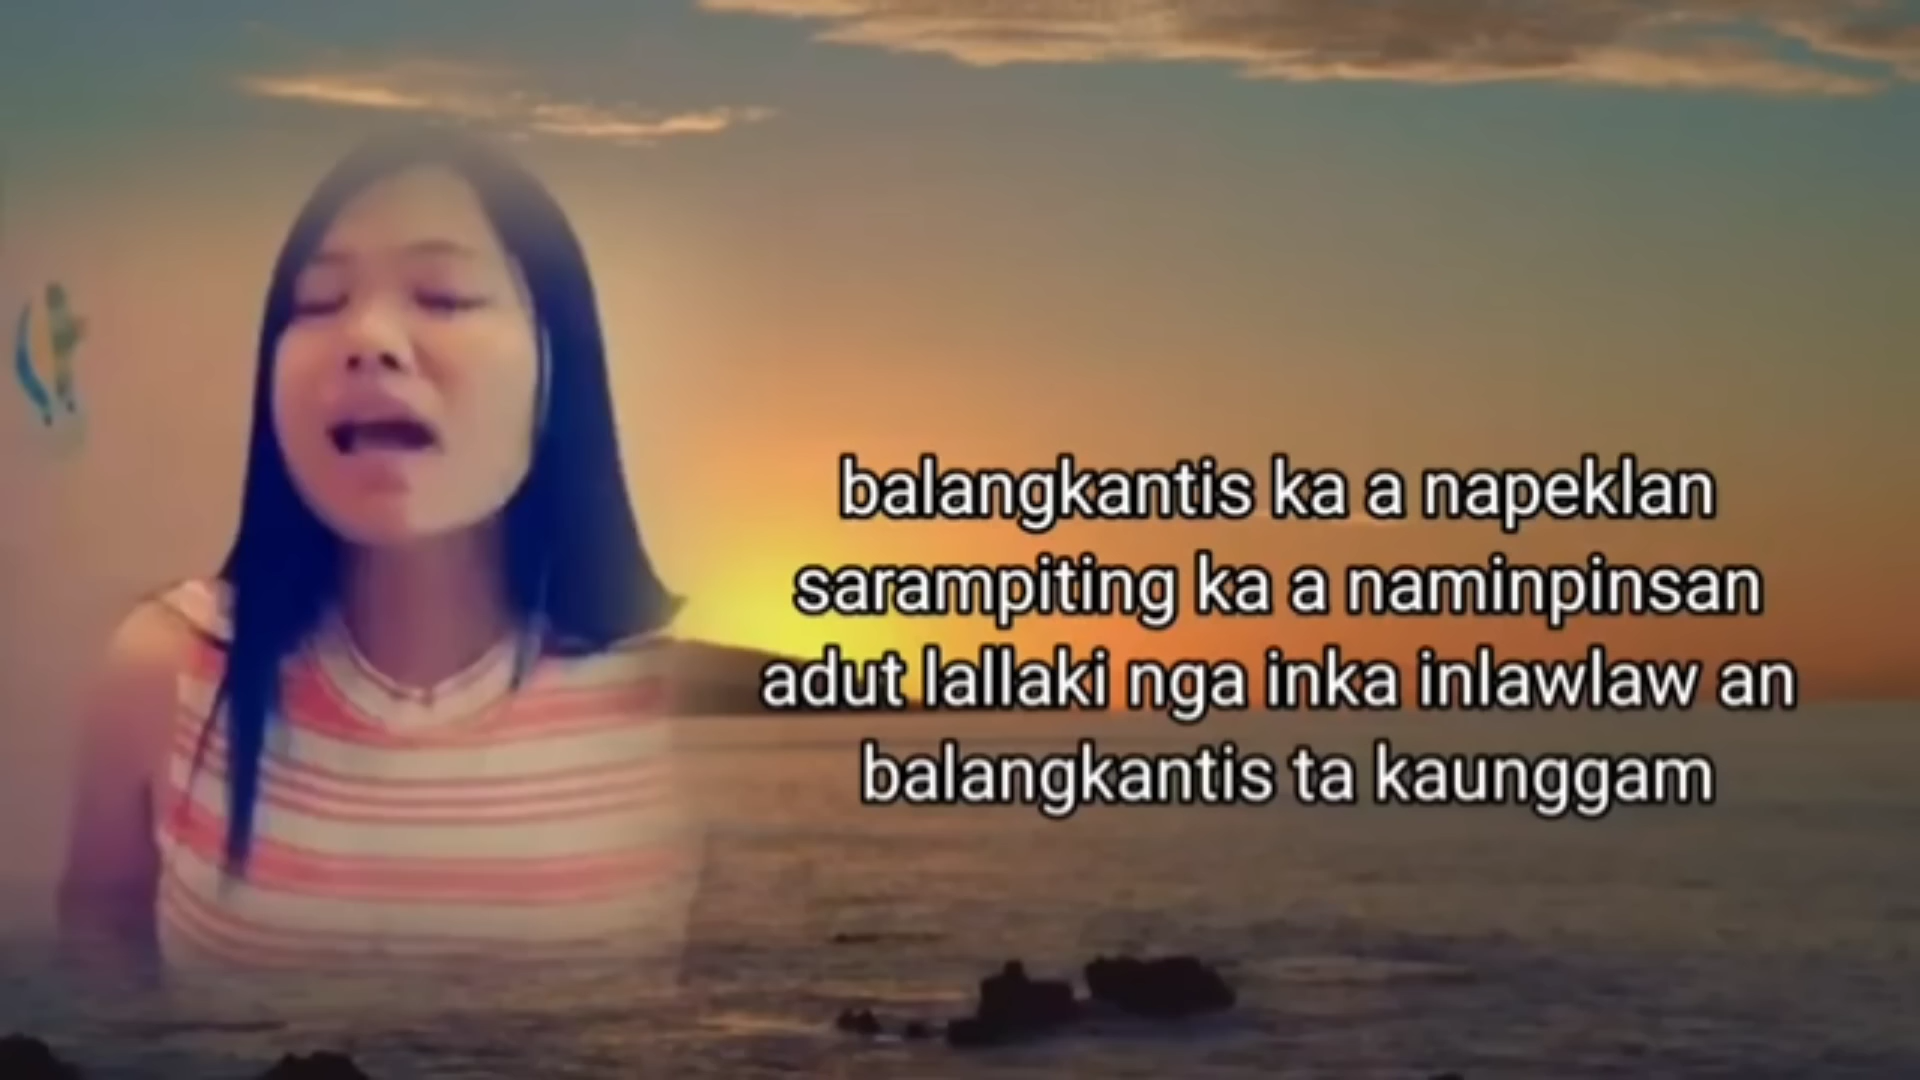 balangkantis ka a napeklan
sarampiting ka a naminpinsan
adut lallaki nga inka inlawlaw an
balangkantis ta kaunggam